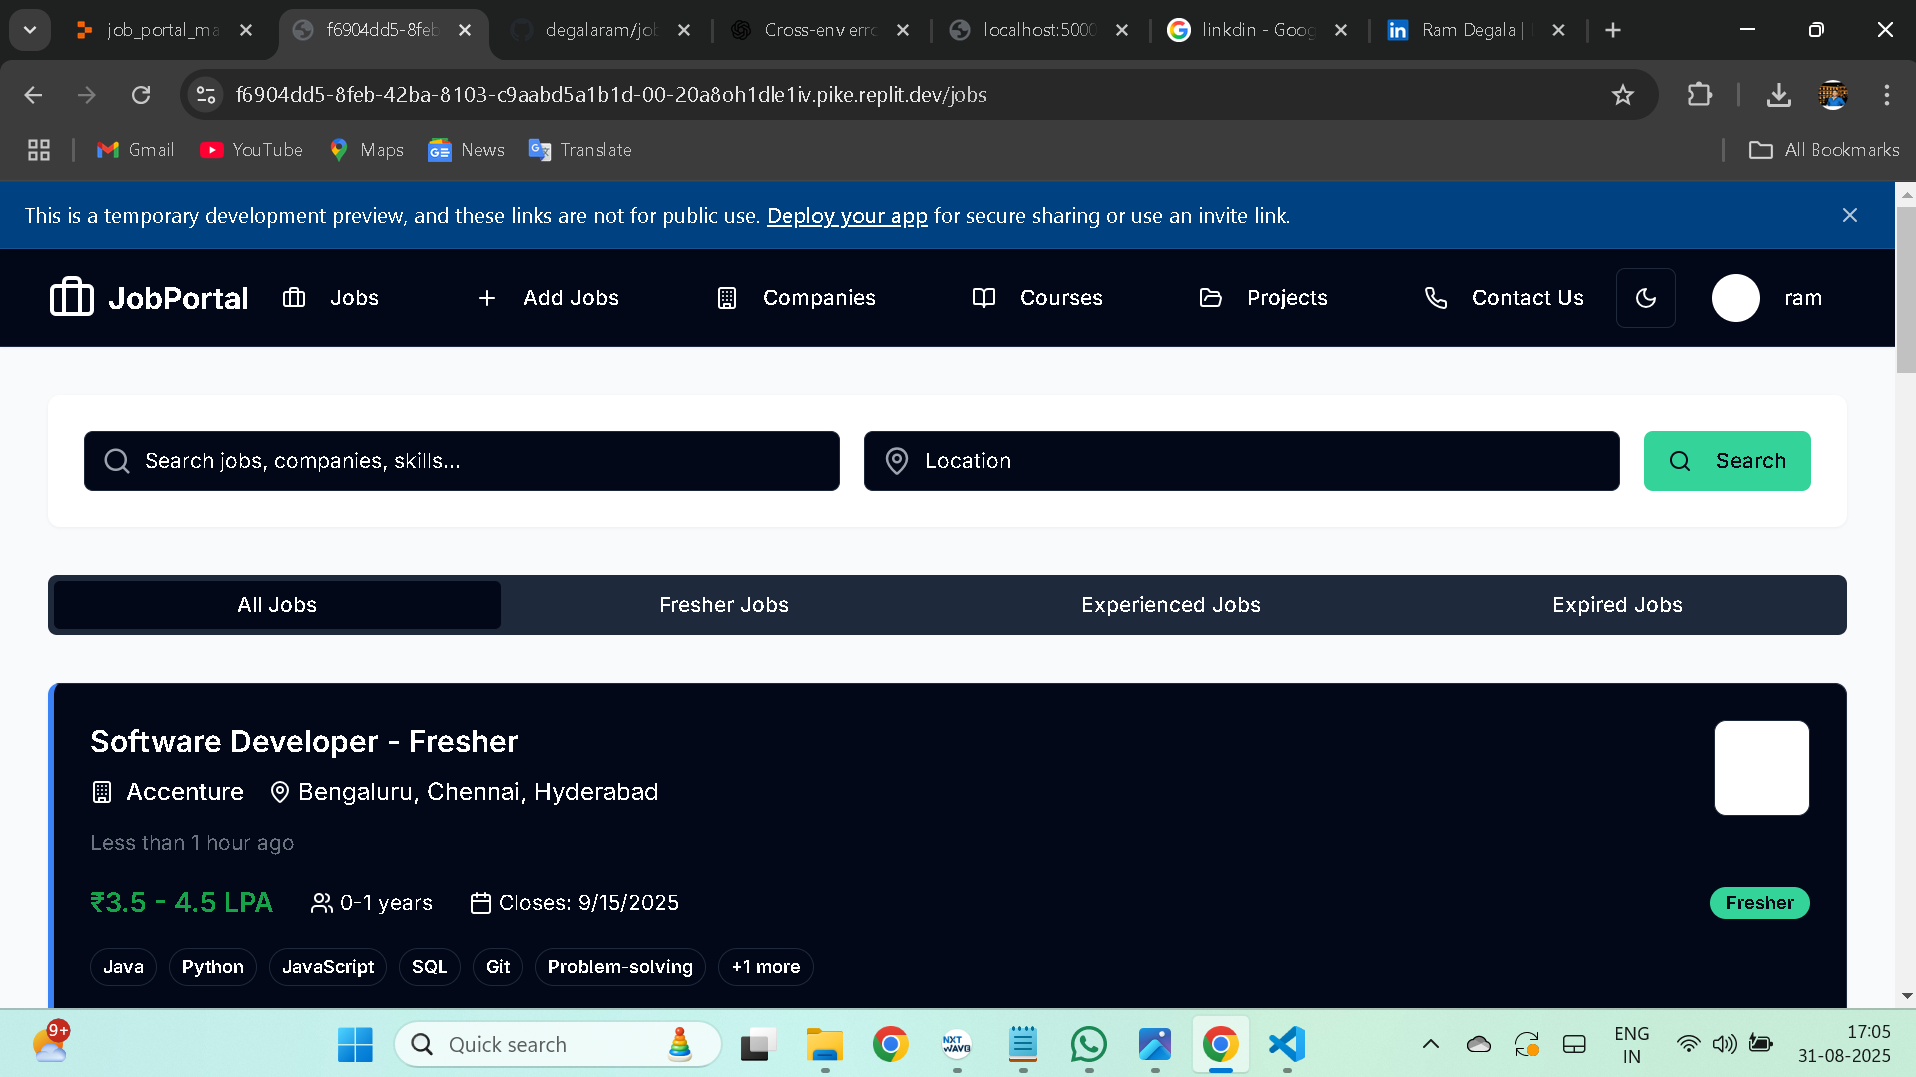 job_portal_ma
f6904dd5-8feb
degalaram/job
Cross-env erro
localhost:5000
linkdin - Goog
Ram Degala |
f6904dd5-8feb-42ba-8103-c9aabd5a1b1d-00-20a8oh1dle1iv.pike.replit.dev/jobs
Gmail
YouTube
Maps
News
Translate
All Bookmarks
This is a temporary development preview, and these links are not for public use. Deploy your app for secure sharing or use an invite link.
JobPortal
Jobs
Add Jobs
Companies
Courses
Projects
Contact Us
ram
Search jobs, companies, skills...
Location
Search
All Jobs
Fresher Jobs
Experienced Jobs
Expired Jobs
Software Developer - Fresher
Accenture
Bengaluru, Chennai, Hyderabad
Less than 1 hour ago
₹3.5 - 4.5 LPA
0-1 years
Closes: 9/15/2025
Fresher
Java
Python
JavaScript
SQL
Git
Problem-solving
+1 more
9+
Quick search
NXT
WAVE
ENG
IN
17:05
31-08-2025